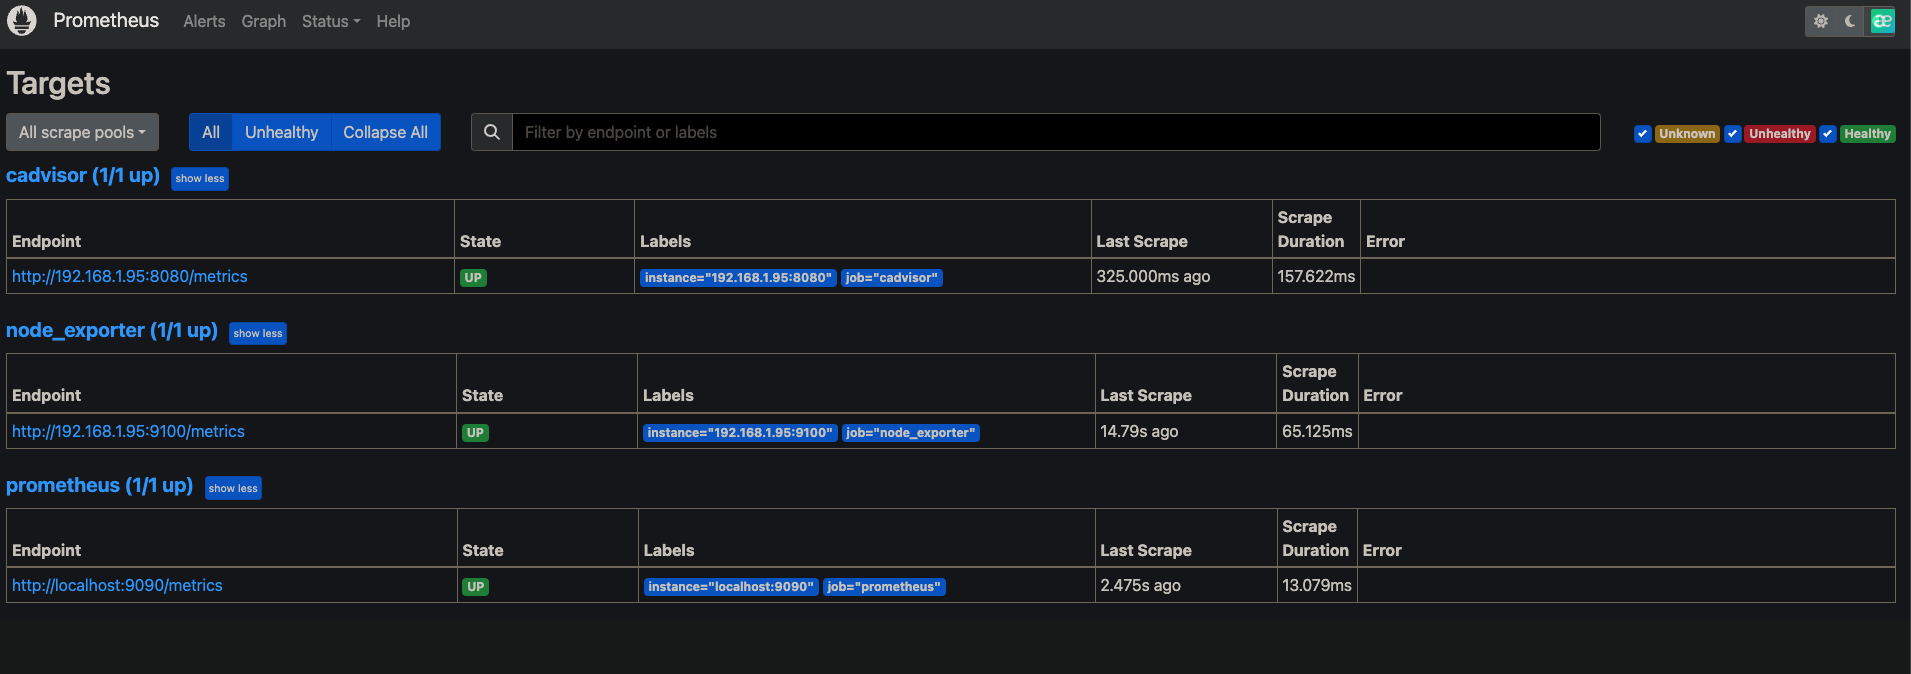 Prometheus Alerts Graph Status Help
æ
Targets
All scrape pools All Unhealthy Collapse All Filter by endpoint or labels Unknown Unhealthy Healthy
cadvisor (1/1 up) show less
Endpoint State Labels Last Scrape Scrape Duration Error
http://192.168.1.95:8080/metrics UP instance="192.168.1.95:8080" job="cadvisor" 325.000ms ago 157.622ms
node_exporter (1/1 up) show less
Endpoint State Labels Last Scrape Scrape Duration Error
http://192.168.1.95:9100/metrics UP instance="192.168.1.95:9100" job="node_exporter" 14.79s ago 65.125ms
prometheus (1/1 up) show less
Endpoint State Labels Last Scrape Scrape Duration Error
http://localhost:9090/metrics UP instance="localhost:9090" job="prometheus" 2.475s ago 13.079ms